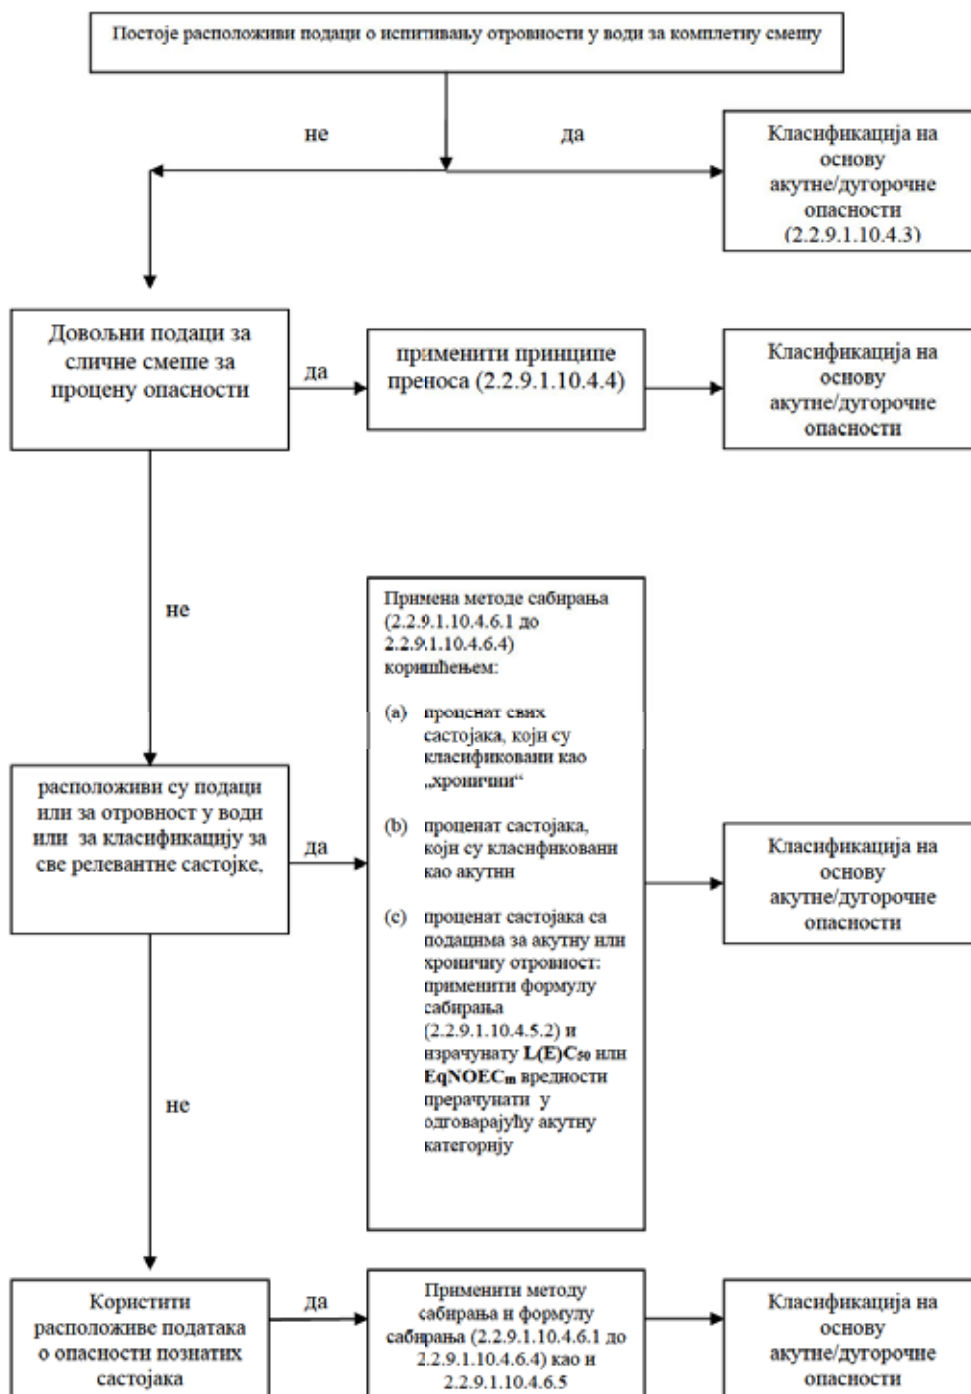 Постоје расположиви подаци о испитивању отровности у води за комплетну смешу
не
да
Класификација на
основу
акутне/дугорочне
опасности
(2.2.9.1.10.4.3)
Довољни подаци за
сличне смеше за
процену опасности
да
применити принципе
преноса (2.2.9.1.10.4.4)
Класификација на
основу
акутне/дугорочне
опасности
не
Примена методе сабирања
(2.2.9.1.10.4.6.1 до
2.2.9.1.10.4.6.4)
коришћењем:
(a) проценат свих
састојака, који су
класификовани као
„хронични“
(b) проценат састојака,
који су класификовани
као акутни
(c) проценат састојака са
подацима за акутну или
хроничну отровност:
применити формулу
сабирања
(2.2.9.1.10.4.5.2) и
израчунату L(E)C₅₀ или
EqNOECₘ вредности
прерачунати у
одговарајућу акутну
категорију
расположиви су подаци
или за отровност у води
или за класификацију за
све релевантне састојке,
да
Класификација на
основу
акутне/дугорочне
опасности
не
Користити
расположиве података
о опасности познатих
састојака
да
Применити методу
сабирања и формулу
сабирања (2.2.9.1.10.4.6.1 до
2.2.9.1.10.4.6.4) као и
2.2.9.1.10.4.6.5
Класификација на
основу
акутне/дугорочне
опасности